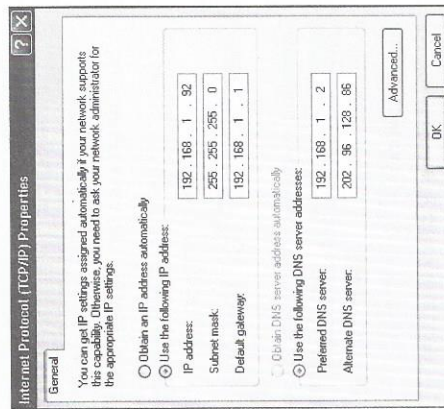 Internet Protocol (TCP/IP) Properties
General
You can get IP settings assigned automatically if your network supports
this capability. Otherwise, you need to ask your network administrator for
the appropriate IP settings.
Obtain an IP address automatically
Use the following IP address:
IP address: 192 . 168 . 1 . 92
Subnet mask: 255 . 255 . 255 . 0
Default gateway: 192 . 168 . 1 . 1
Obtain DNS server address automatically
Use the following DNS server addresses:
Preferred DNS server: 192 . 168 . 1 . 2
Alternate DNS server: 202 . 96 . 128 . 86
Advanced...
OK Cancel